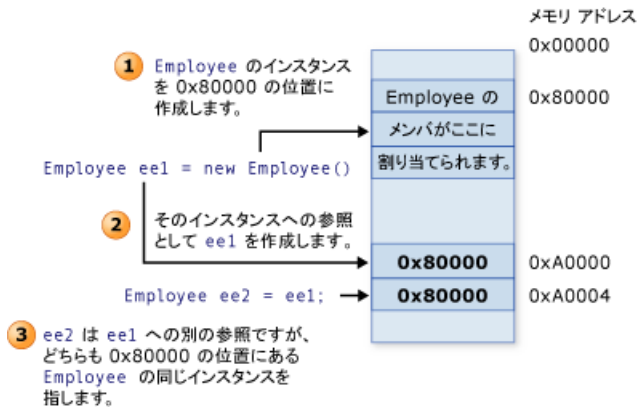 メモリ アドレス
0x00000
1 Employee のインスタンス
を 0x80000 の位置に
作成します。
Employee の
0x80000
メンバがここに
割り当てられます。
Employee ee1 = new Employee()
2 そのインスタンスへの参照
として ee1 を作成します。
0x80000
0xA0000
Employee ee2 = ee1;
0x80000
0xA0004
3 ee2 は ee1 への別の参照ですが、
どちらも 0x80000 の位置にある
Employee の同じインスタンスを
指します。